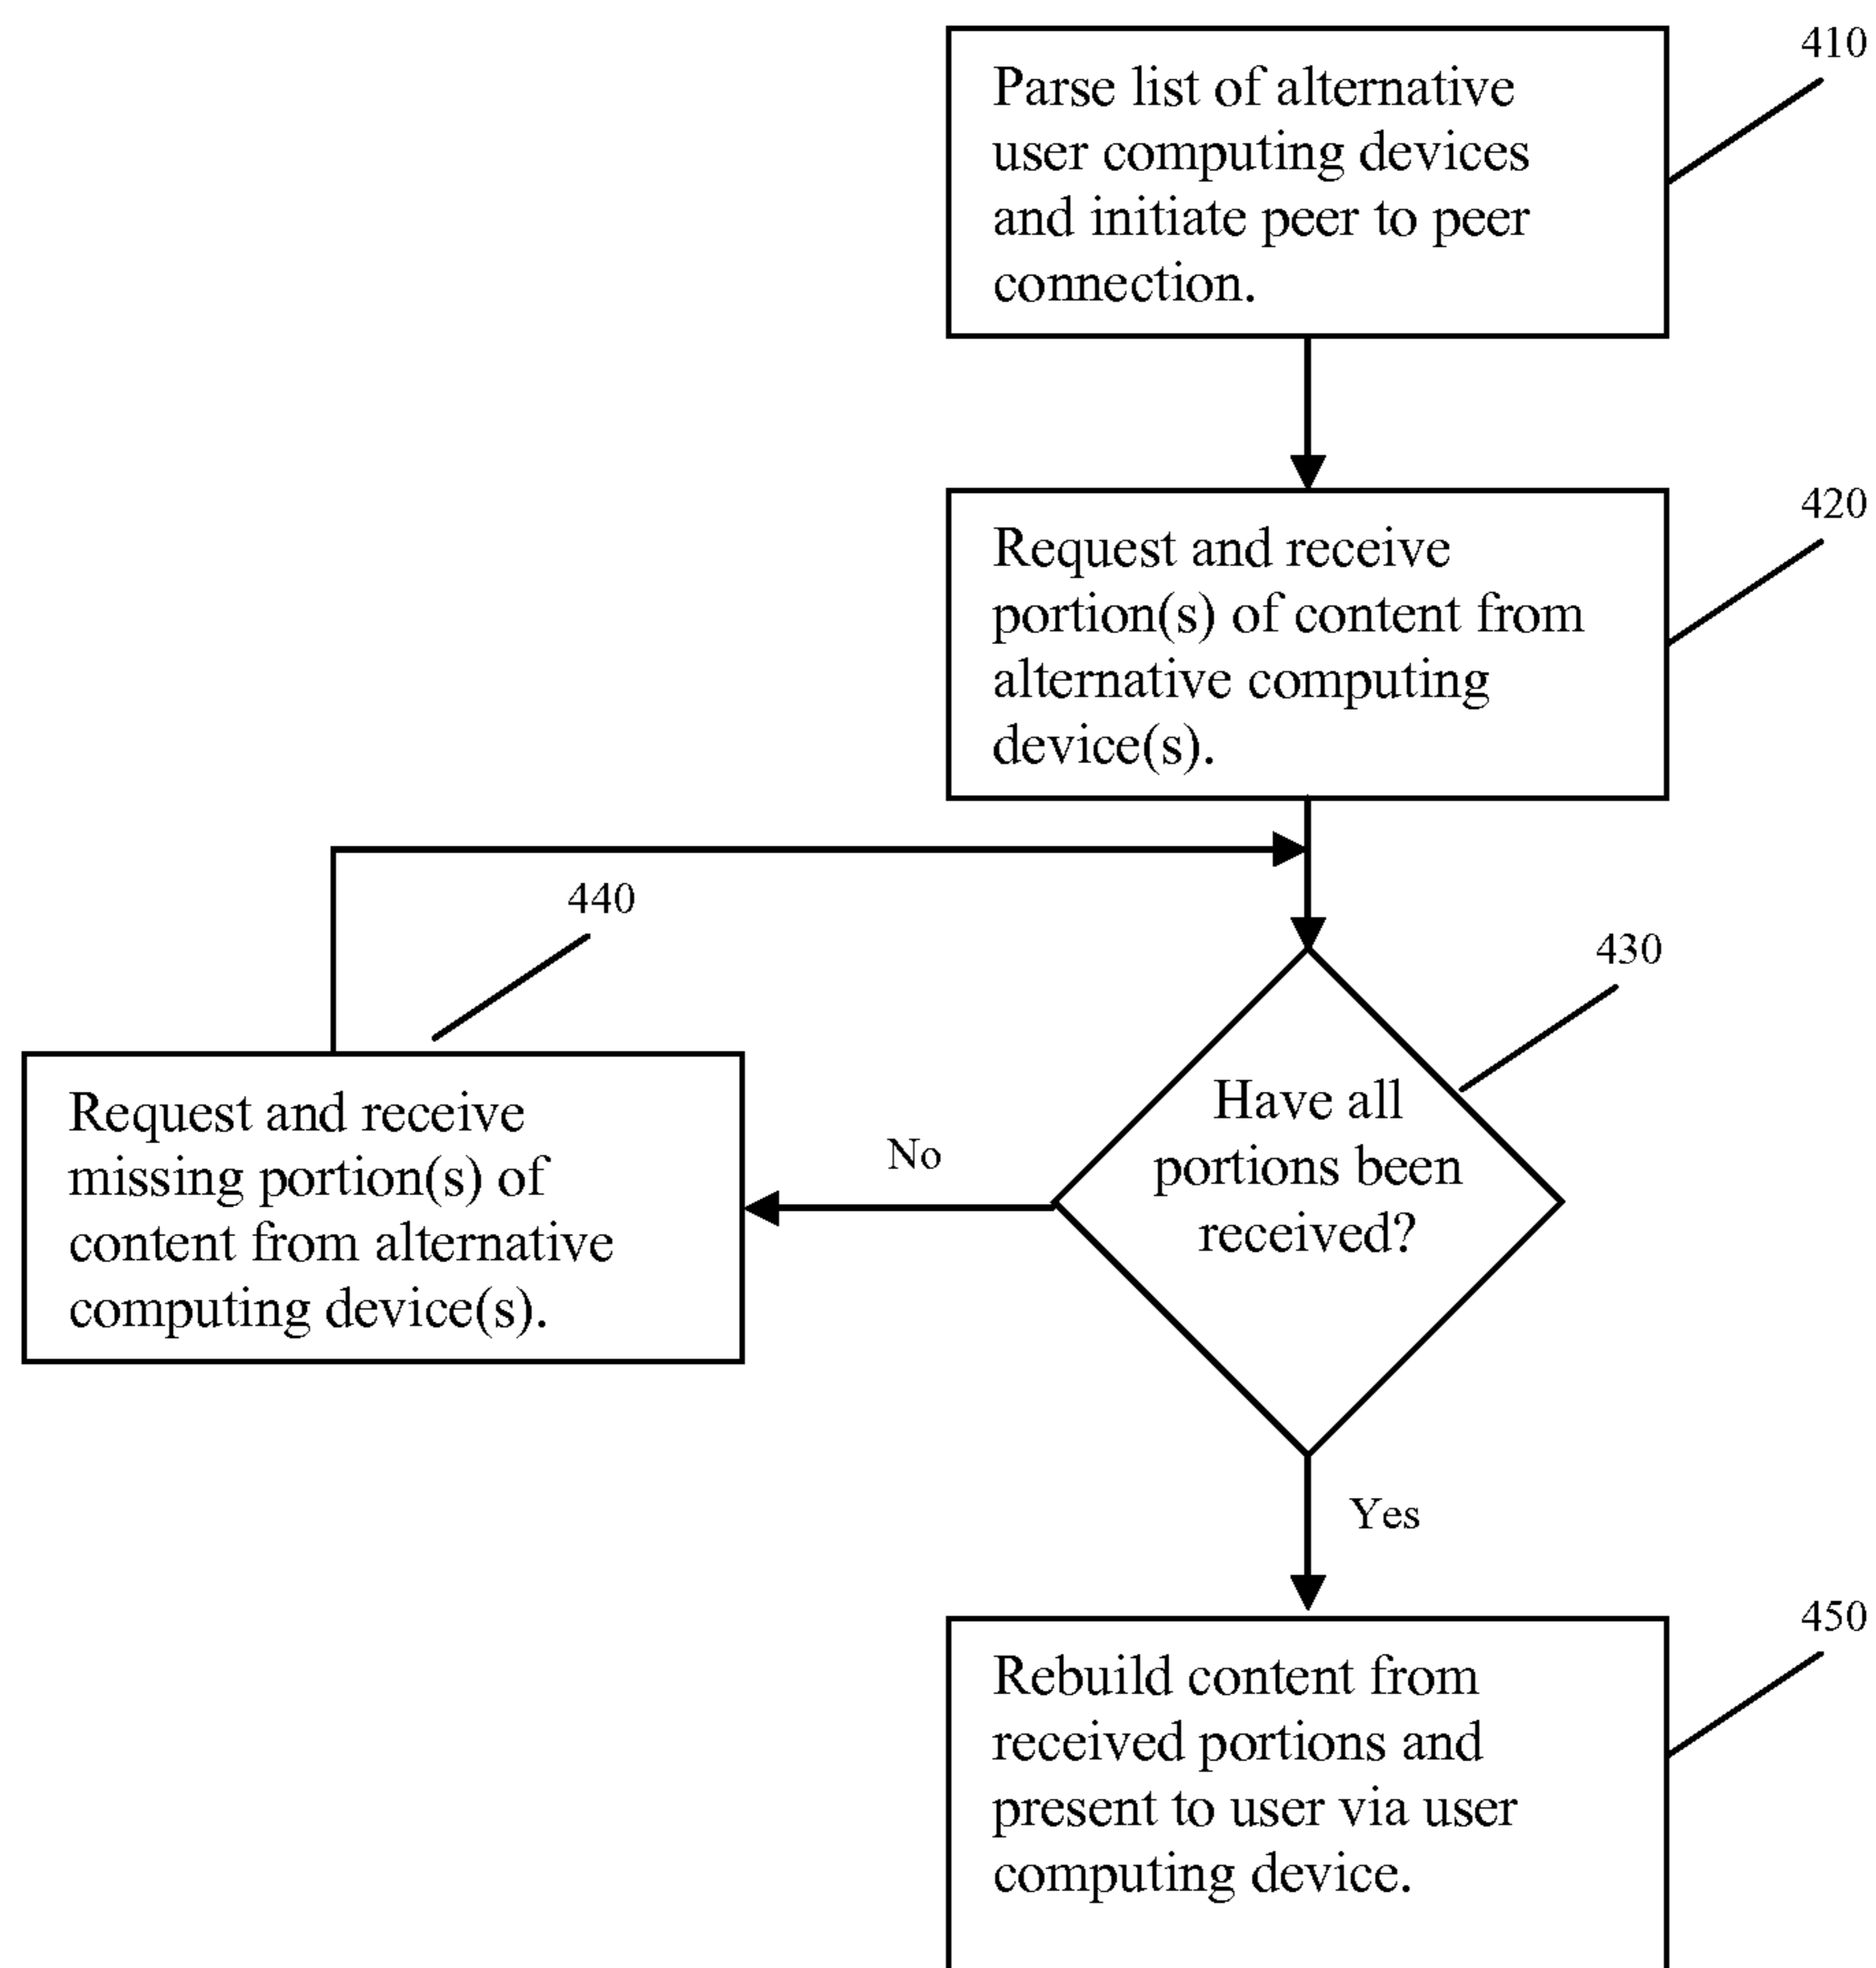 410
Parse list of alternative
user computing devices
and initiate peer to peer
connection.
420
Request and receive
portion(s) of content from
alternative computing
device(s).
440
430
Have all
portions been
received?
No
Request and receive
missing portion(s) of
content from alternative
computing device(s).
Yes
450
Rebuild content from
received portions and
present to user via user
computing device.